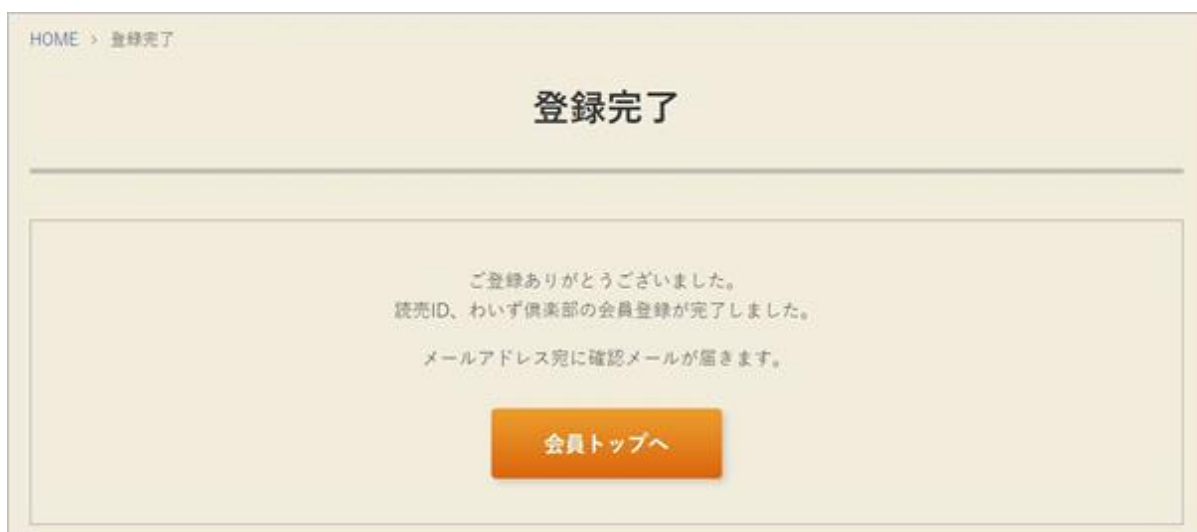 HOME > 登録完了
登録完了
ご登録ありがとうございました。
読売ID、わいず倶楽部の会員登録が完了しました。
メールアドレス宛に確認メールが届きます。
会員トップへ